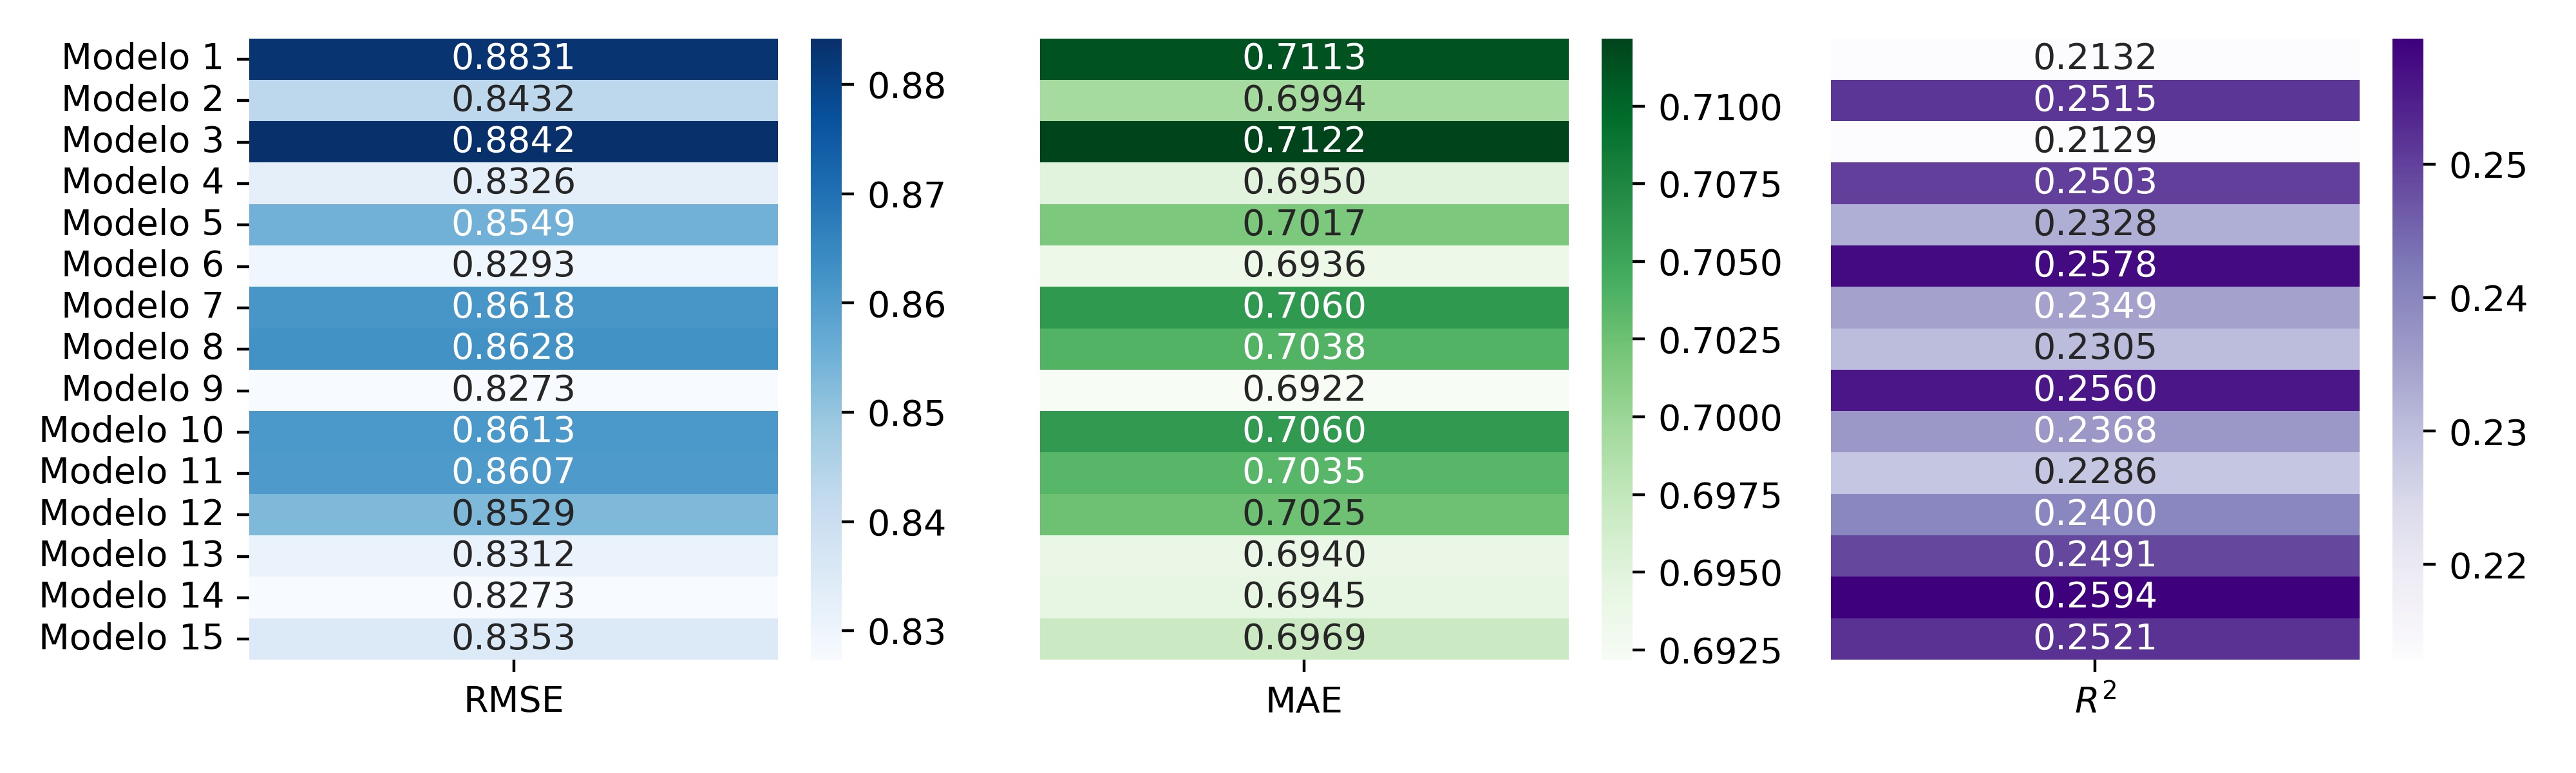 Modelo 1 0.8831 0.7113 0.2132
Modelo 2 0.8432 0.6994 0.2515
Modelo 3 0.8842 0.7122 0.2129
Modelo 4 0.8326 0.6950 0.2503
Modelo 5 0.8549 0.7017 0.2328
Modelo 6 0.8293 0.6936 0.2578
Modelo 7 0.8618 0.7060 0.2349
Modelo 8 0.8628 0.7038 0.2305
Modelo 9 0.8273 0.6922 0.2560
Modelo 10 0.8613 0.7060 0.2368
Modelo 11 0.8607 0.7035 0.2286
Modelo 12 0.8529 0.7025 0.2400
Modelo 13 0.8312 0.6940 0.2491
Modelo 14 0.8273 0.6945 0.2594
Modelo 15 0.8353 0.6969 0.2521
RMSE MAE R²
0.88
0.87
0.86
0.85
0.84
0.83
0.7100
0.7075
0.7050
0.7025
0.7000
0.6975
0.6950
0.6925
0.25
0.24
0.23
0.22